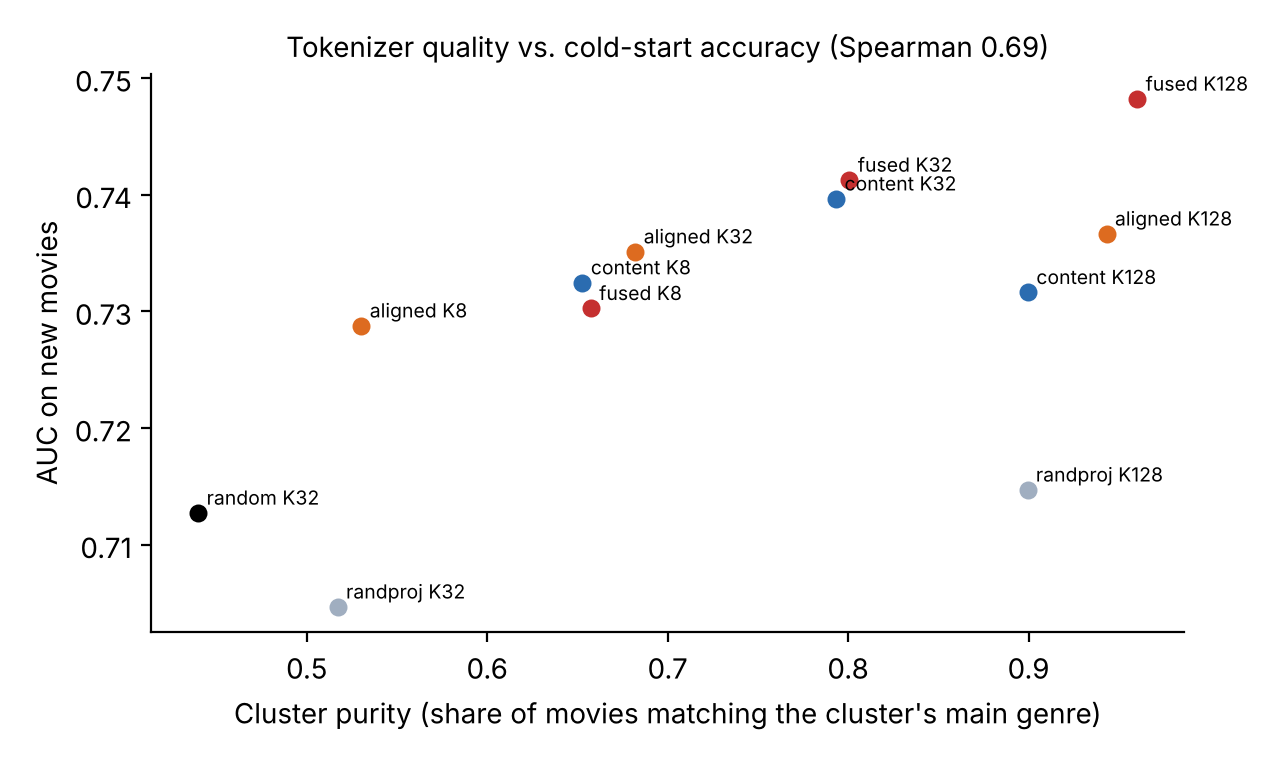 Tokenizer quality vs. cold-start accuracy (Spearman 0.69)
0.75
fused K128
fused K32
content K32
0.74
aligned K128
aligned K32
content K128
content K8
fused K8
0.73
aligned K8
AUC on new movies
0.72
randproj K128
random K32
0.71
randproj K32
0.5 0.6 0.7 0.8 0.9
Cluster purity (share of movies matching the cluster's main genre)